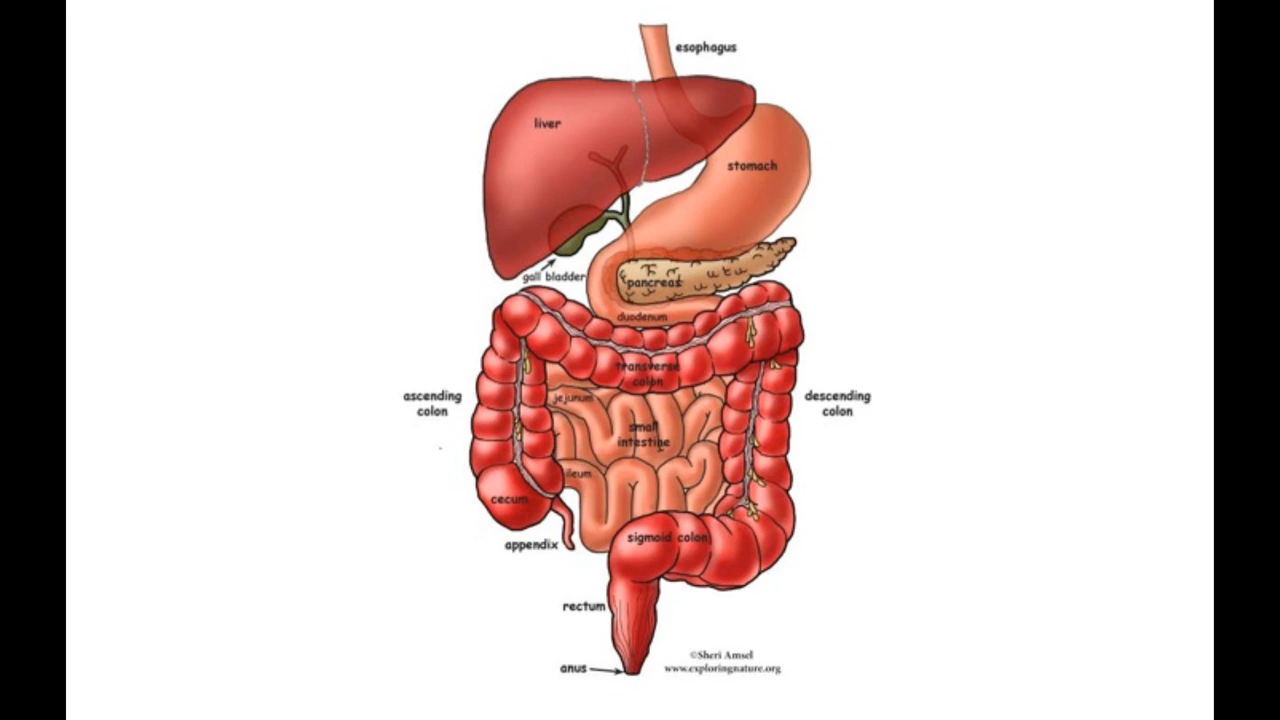 esophagus
liver
stomach
gall bladder
pancreas
duodenum
transverse
colon
ascending
colon
jejunum
descending
colon
small
intestine
ileum
cecum
appendix
sigmoid colon
rectum
anus
©Sheri Amsel
www.exploringnature.org